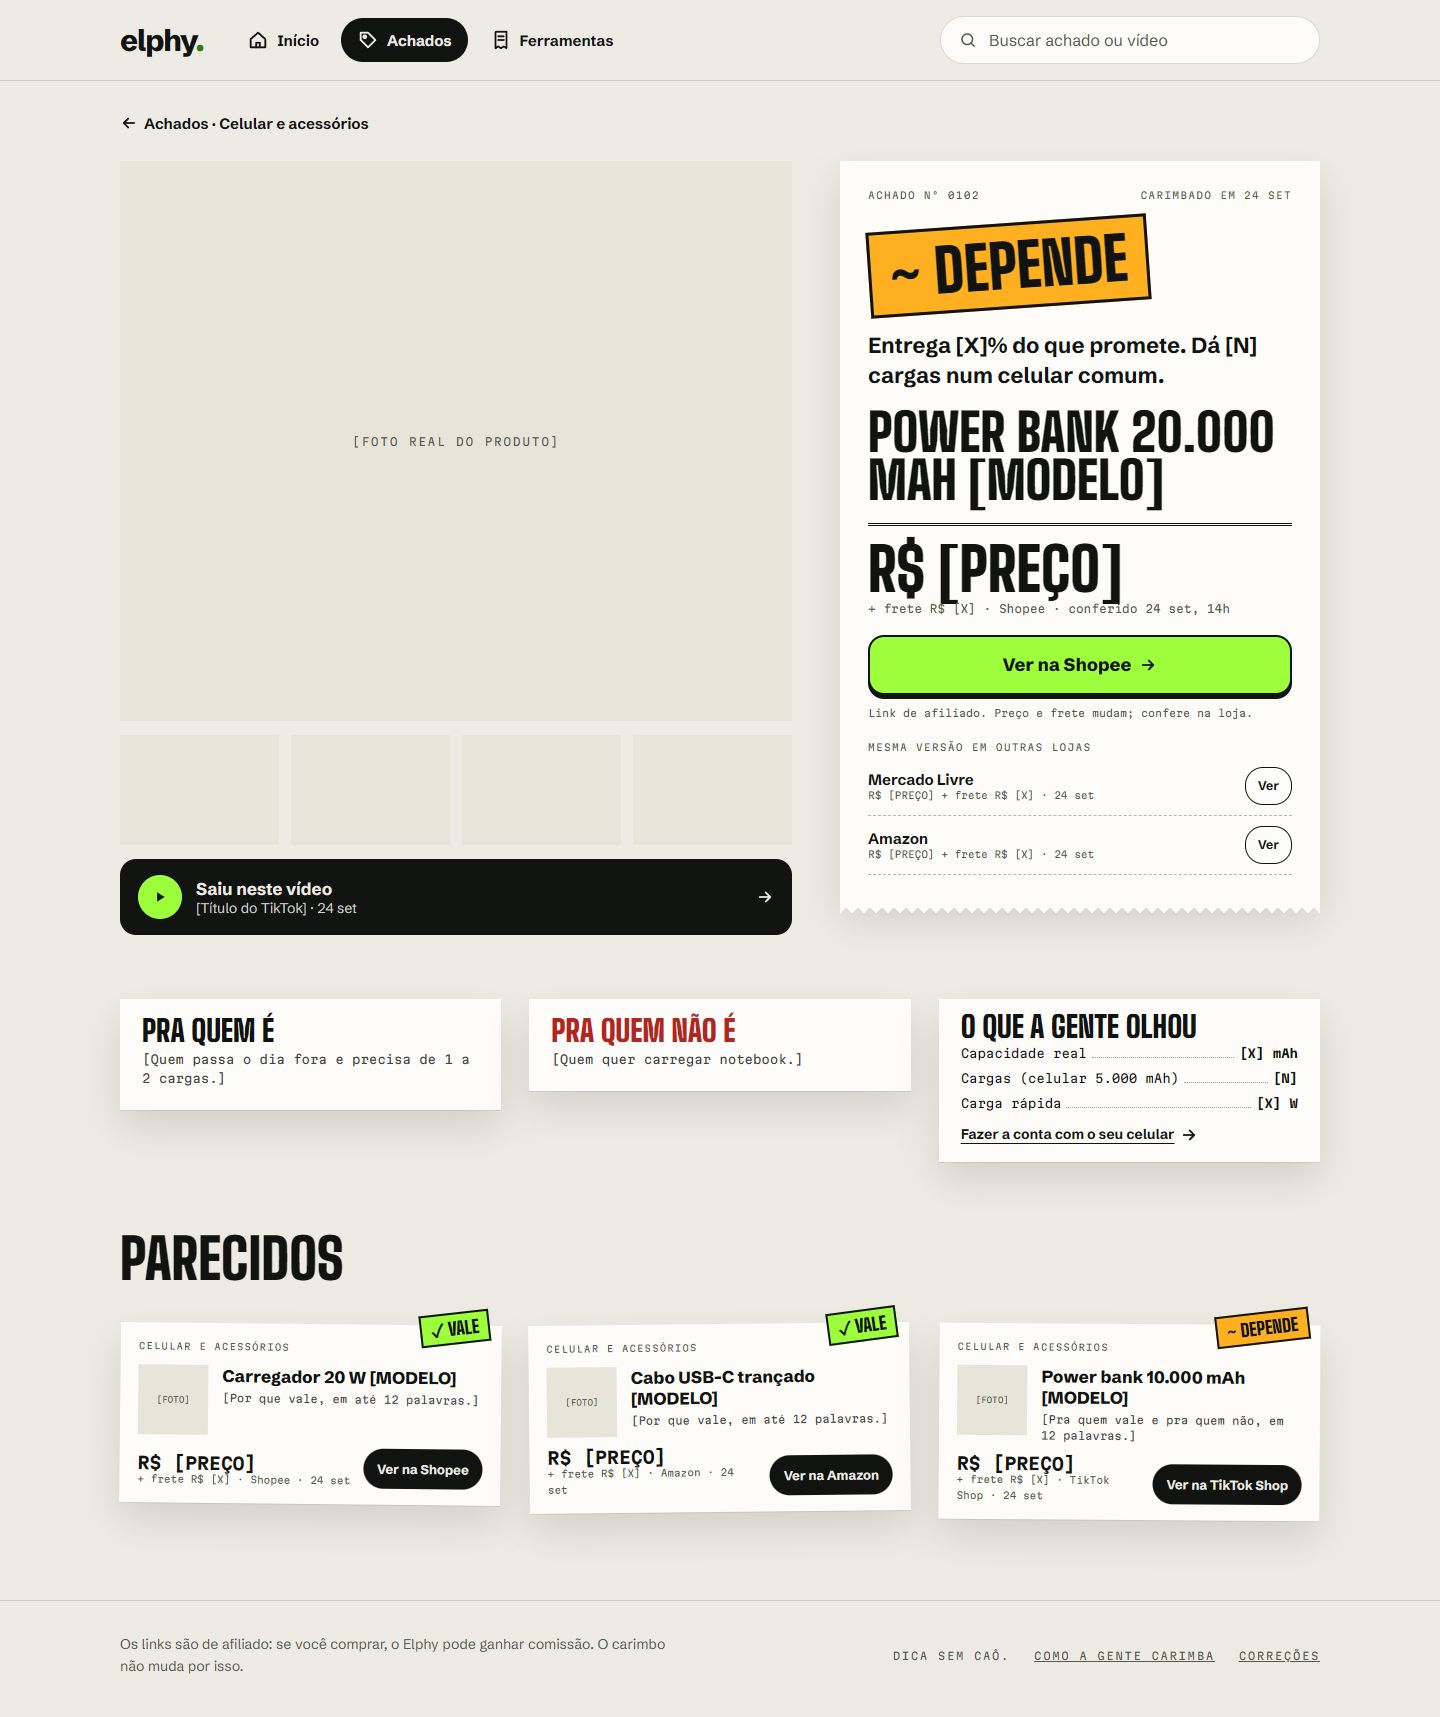 elphy.
Início
Achados
Ferramentas
Buscar achado ou vídeo
Achados · Celular e acessórios
[FOTO REAL DO PRODUTO]
Saiu neste vídeo
[Título do TikTok] · 24 set
ACHADO Nº 0102
CARIMBADO EM 24 SET
~ DEPENDE
Entrega [X]% do que promete. Dá [N]
cargas num celular comum.
POWER BANK 20.000
MAH [MODELO]
R$ [PREÇO]
+ frete R$ [X] · Shopee · conferido 24 set, 14h
Ver na Shopee →
Link de afiliado. Preço e frete mudam; confere na loja.
MESMA VERSÃO EM OUTRAS LOJAS
Mercado Livre
R$ [PREÇO] + frete R$ [X] · 24 set
Ver
Amazon
R$ [PREÇO] + frete R$ [X] · 24 set
Ver
PRA QUEM É
[Quem passa o dia fora e precisa de 1 a
2 cargas.]
PRA QUEM NÃO É
[Quem quer carregar notebook.]
O QUE A GENTE OLHOU
Capacidade real [X] mAh
Cargas (celular 5.000 mAh) [N]
Carga rápida [X] W
Fazer a conta com o seu celular →
PARECIDOS
✓ VALE
CELULAR E ACESSÓRIOS
[FOTO]
Carregador 20 W [MODELO]
[Por que vale, em até 12 palavras.]
R$ [PREÇO]
+ frete R$ [X] · Shopee · 24 set
Ver na Shopee
✓ VALE
CELULAR E ACESSÓRIOS
[FOTO]
Cabo USB-C trançado
[MODELO]
[Por que vale, em até 12 palavras.]
R$ [PREÇO]
+ frete R$ [X] · Amazon · 24
set
Ver na Amazon
~ DEPENDE
CELULAR E ACESSÓRIOS
[FOTO]
Power bank 10.000 mAh
[MODELO]
[Pra quem vale e pra quem não, em
12 palavras.]
R$ [PREÇO]
+ frete R$ [X] · TikTok
Shop · 24 set
Ver na TikTok Shop
Os links são de afiliado: se você comprar, o Elphy pode ganhar comissão. O carimbo
não muda por isso.
DICA SEM CAÔ.
COMO A GENTE CARIMBA
CORREÇÕES